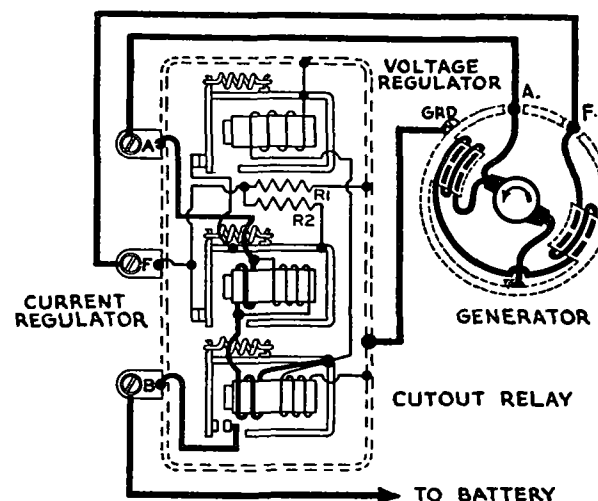 VOLTAGE
REGULATOR
A.
F.
GRD
A
R1
R2
F
CURRENT
REGULATOR
GENERATOR
B
CUTOUT RELAY
TO BATTERY